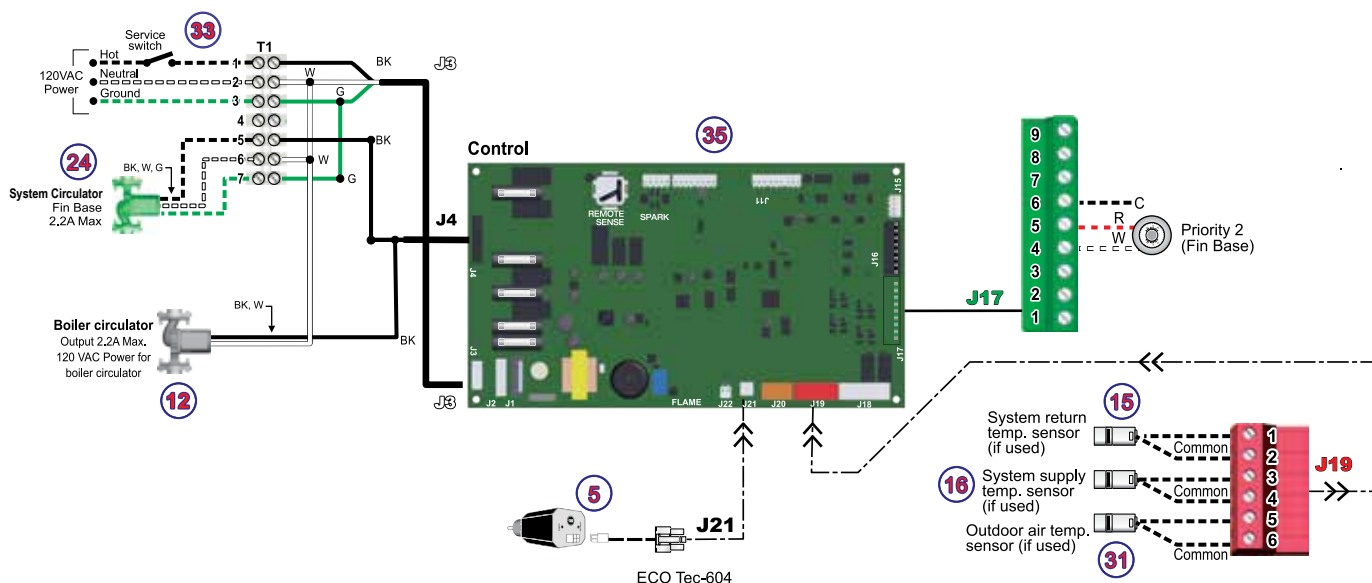 33
Service
switch
Hot
T1
120VAC
Power
Neutral
Ground
1
2
3
4
5
6
7
BK
W
G
J3
BK
W
G
24
BK, W, G
System Circulator
Fin Base
2.2A Max
35
Control
J4
REMOTE
SENSE
SPARK
J11
J15
J16
J4
J17
J3
J2
J1
FLAME
J22
J21
J20
J19
J18
Boiler circulator
Output 2.2A Max.
120 VAC Power for
boiler circulator
BK, W
BK
12
J3
9
8
7
6
5
4
3
2
1
C
R
W
Priority 2
(Fin Base)
J17
15
System return
temp. sensor
(if used)
Common
16
System supply
temp. sensor
(if used)
Common
Outdoor air temp.
sensor (if used)
Common
31
1
2
3
4
5
6
J19
5
J21
ECO Tec-604